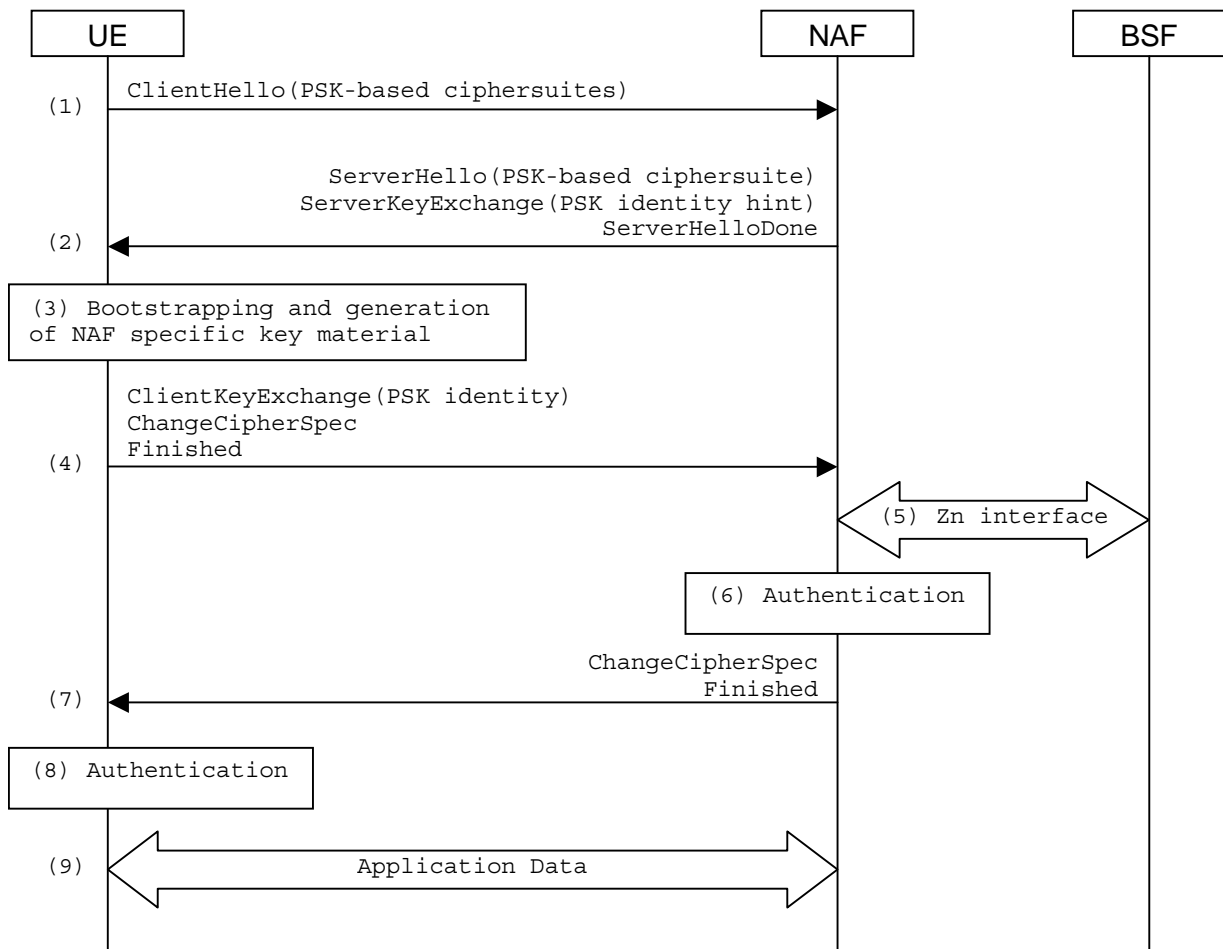 UE
NAF
BSF
(1)
ClientHello(PSK-based ciphersuites)
ServerHello(PSK-based ciphersuite)
ServerKeyExchange(PSK identity hint)
ServerHelloDone
(2)
(3) Bootstrapping and generation
of NAF specific key material
ClientKeyExchange(PSK identity)
ChangeCipherSpec
Finished
(4)
(5) Zn interface
(6) Authentication
ChangeCipherSpec
Finished
(7)
(8) Authentication
(9)
Application Data